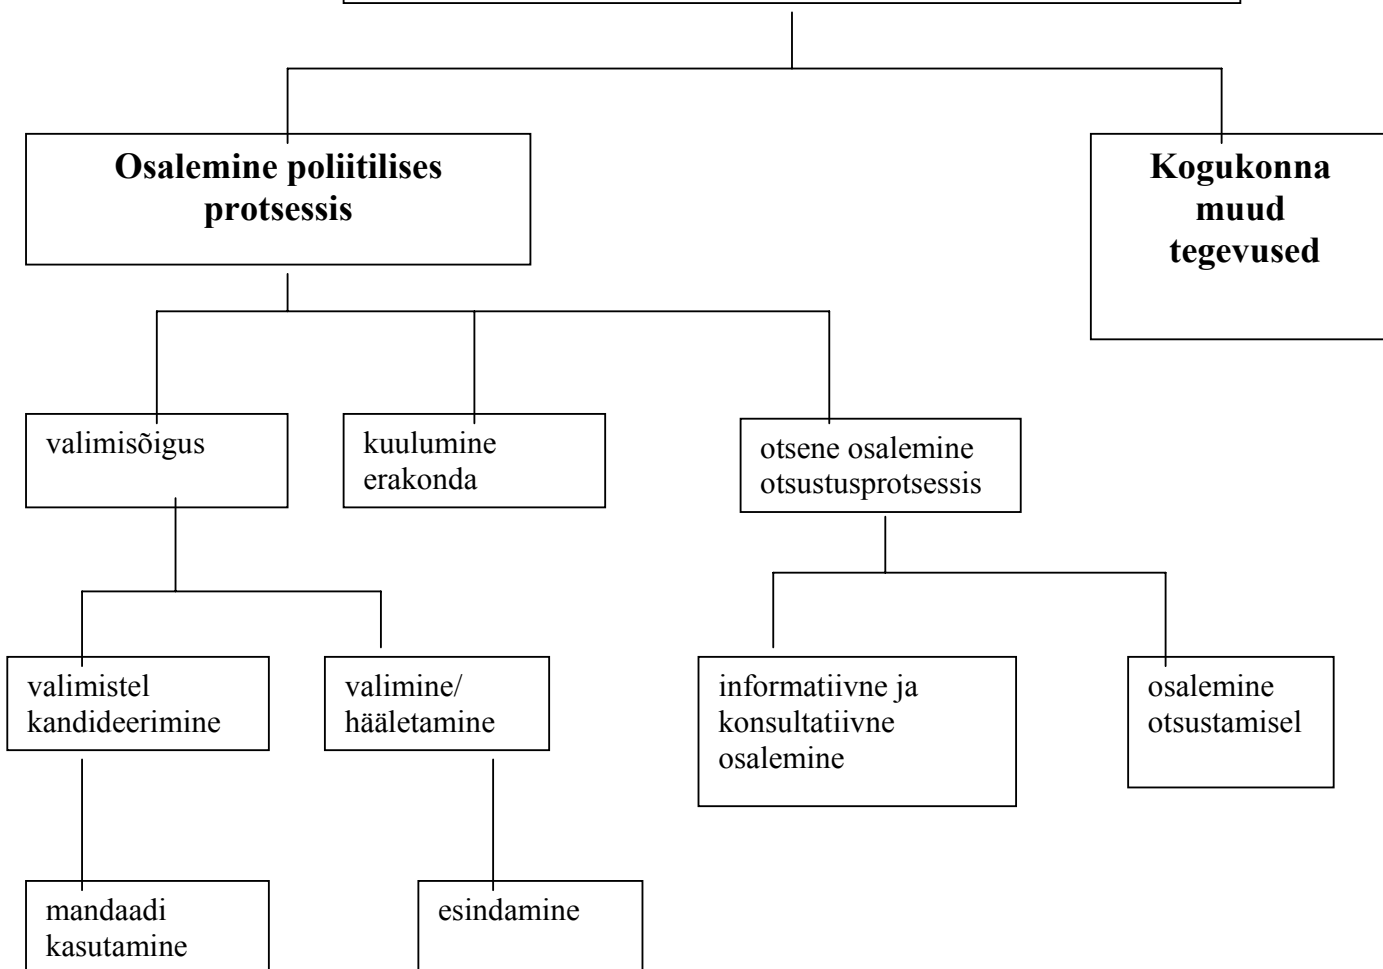 Osalemine poliitilises
protsessis
Kogukonna
muud
tegevused
valimisõigus
kuulumine
erakonda
otsene osalemine
otsustusprotsessis
valimistel
kandideerimine
valimine/
hääletamine
informatiivne ja
konsultatiivne
osalemine
osalemine
otsustamisel
mandaadi
kasutamine
esindamine